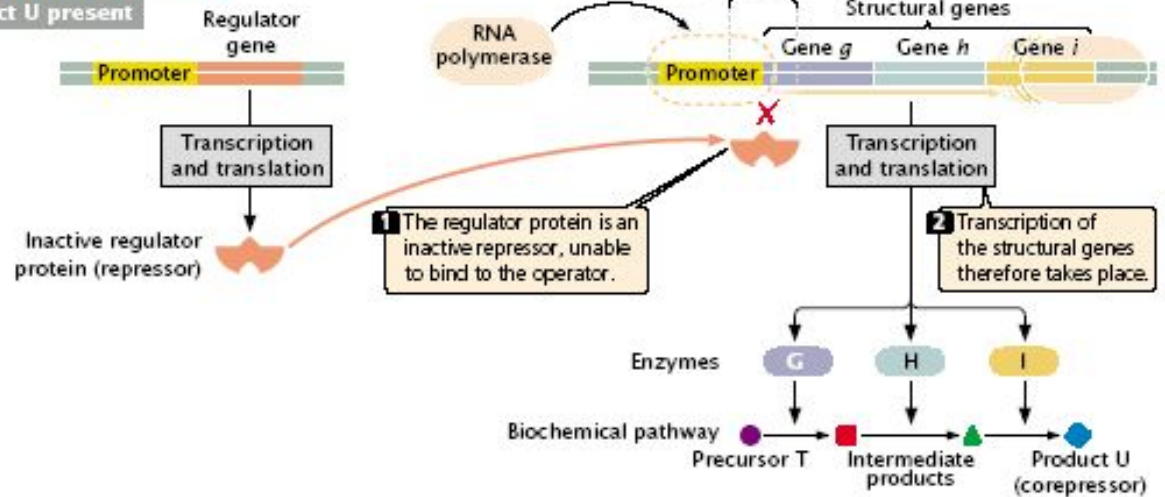 ct U present
Regulator
gene
Promoter
Transcription
and translation
Inactive regulator
protein (repressor)
RNA
polymerase
Structural genes
Gene g
Gene h
Gene i
Promoter
Transcription
and translation
1 The regulator protein is an
inactive repressor, unable
to bind to the operator.
2 Transcription of
the structural genes
therefore takes place.
Enzymes
G
H
I
Biochemical pathway
Precursor T
Intermediate
products
Product U
(corepressor)